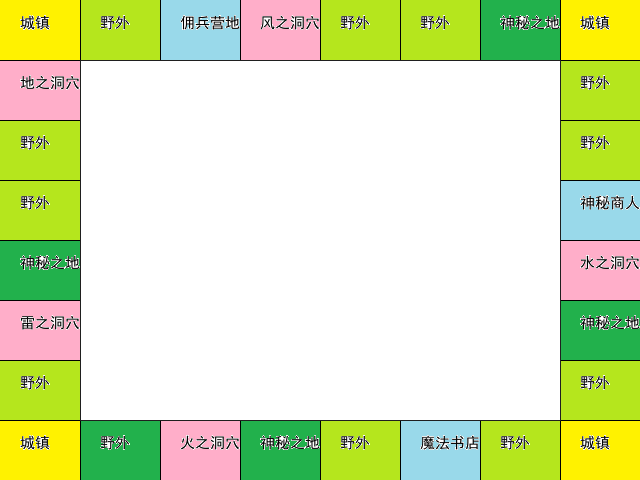 城镇 野外 佣兵营地 风之洞穴 野外 野外 神秘之地 城镇
地之洞穴 野外
野外 野外
野外 神秘商人
神秘之地 水之洞穴
雷之洞穴 神秘之地
野外 野外
城镇 野外 火之洞穴 神秘之地 野外 魔法书店 野外 城镇